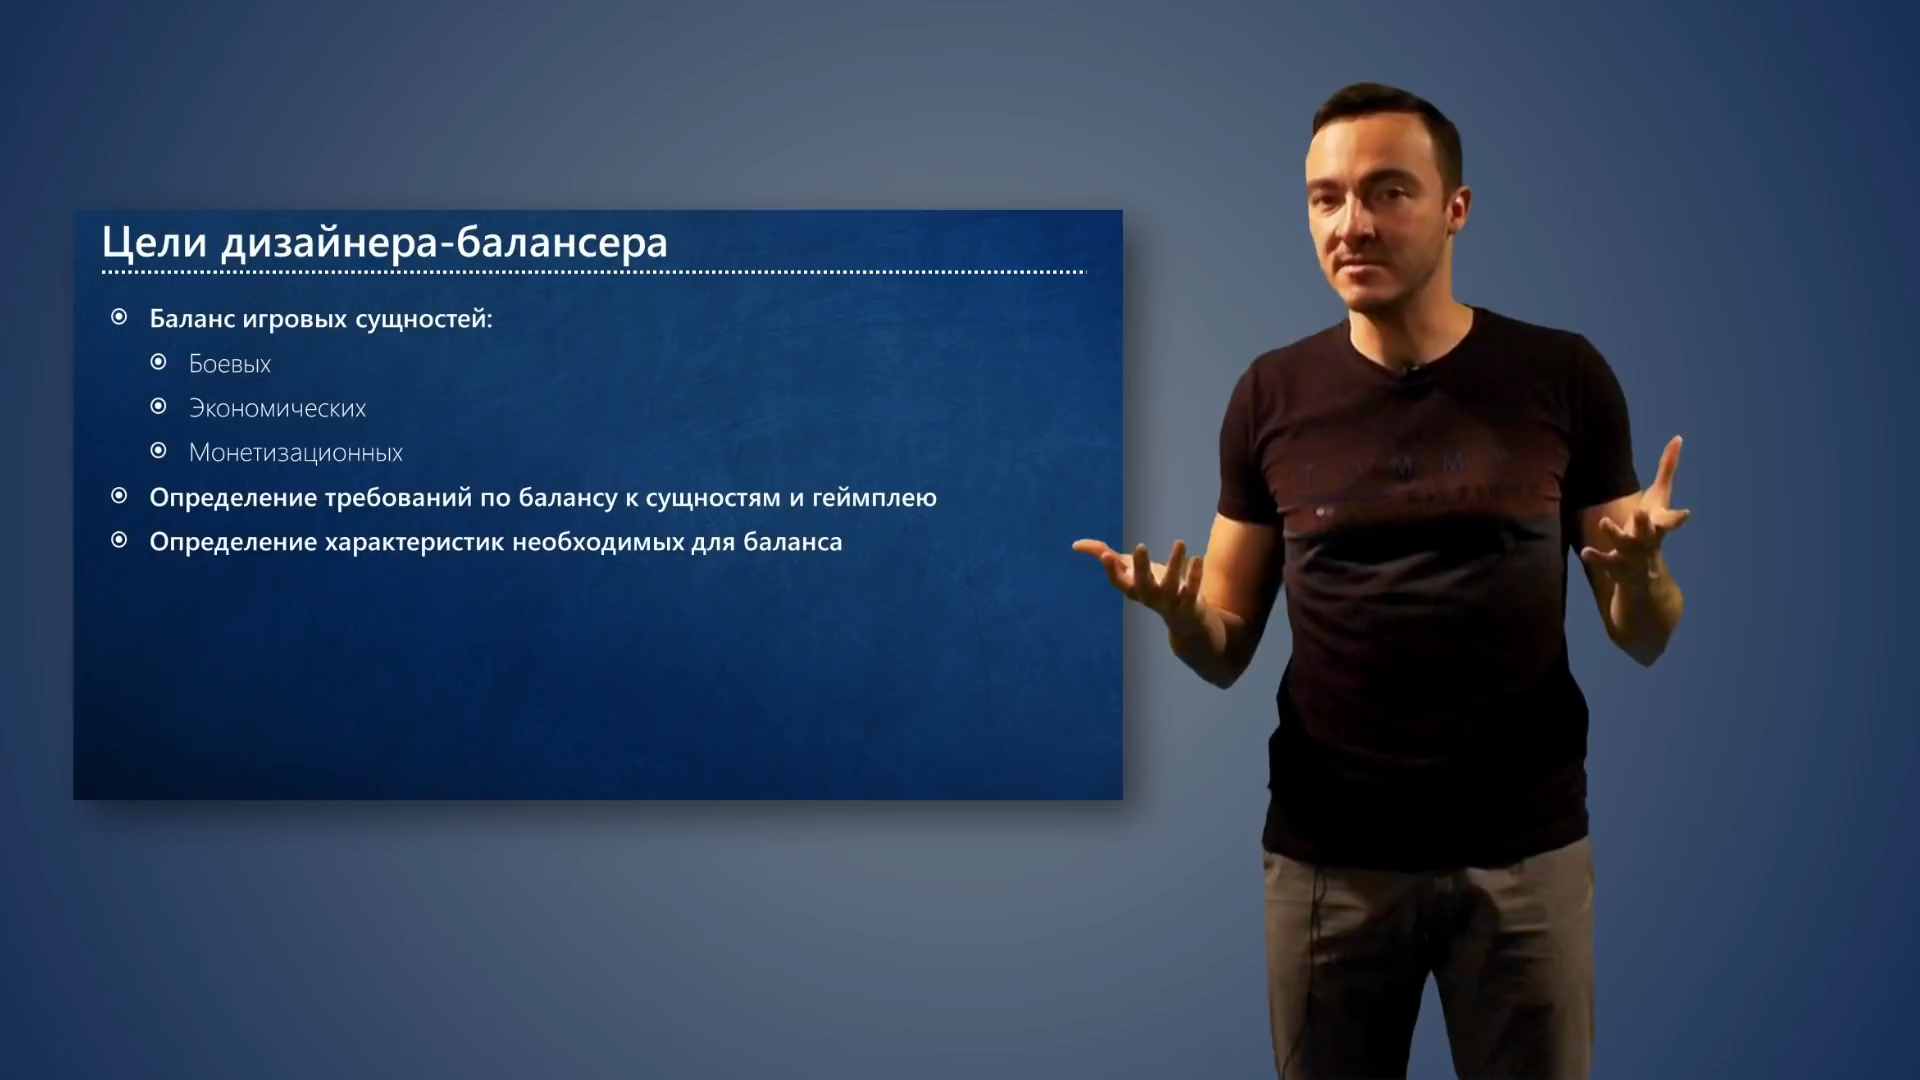 Цели дизайнера-балансера
Баланс игровых сущностей:
Боевых
Экономических
Монетизационных
Определение требований по балансу к сущностям и геймплею
Определение характеристик необходимых для баланса